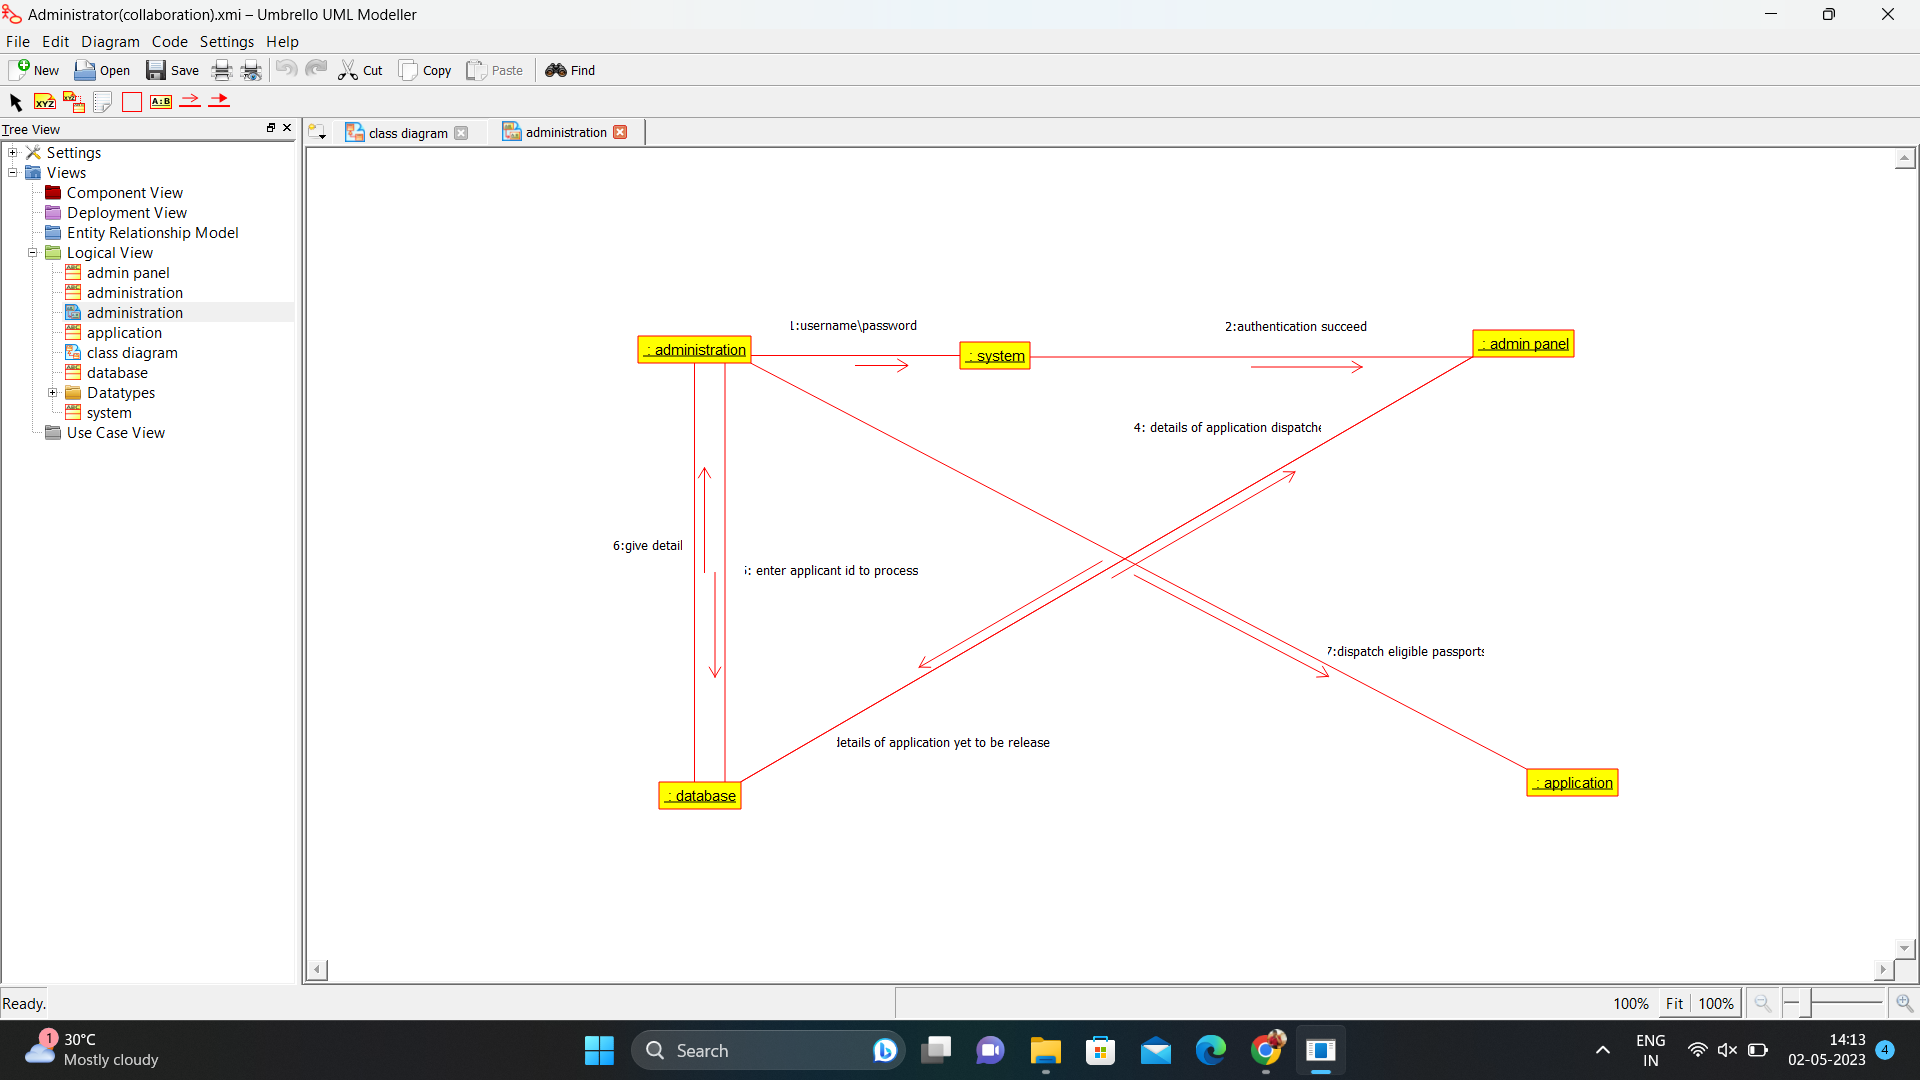 Administrator(collaboration).xmi – Umbrello UML Modeller
File Edit Diagram Code Settings Help
New Open Save Cut Copy Paste Find
XYZ XYZ A:B
Tree View
class diagram
administration
Settings
Views
Component View
Deployment View
Entity Relationship Model
Logical View
admin panel
administration
administration
application
class diagram
database
Datatypes
system
Use Case View
1:username\password
2:authentication succeed
: administration
: system
: admin panel
4: details of application dispatche
6:give detail
: enter applicant id to process
7:dispatch eligible passports
details of application yet to be release
: database
: application
Ready.
100% Fit 100%
1
30°C
Mostly cloudy
Search
ENG
IN
14:13
02-05-2023
4